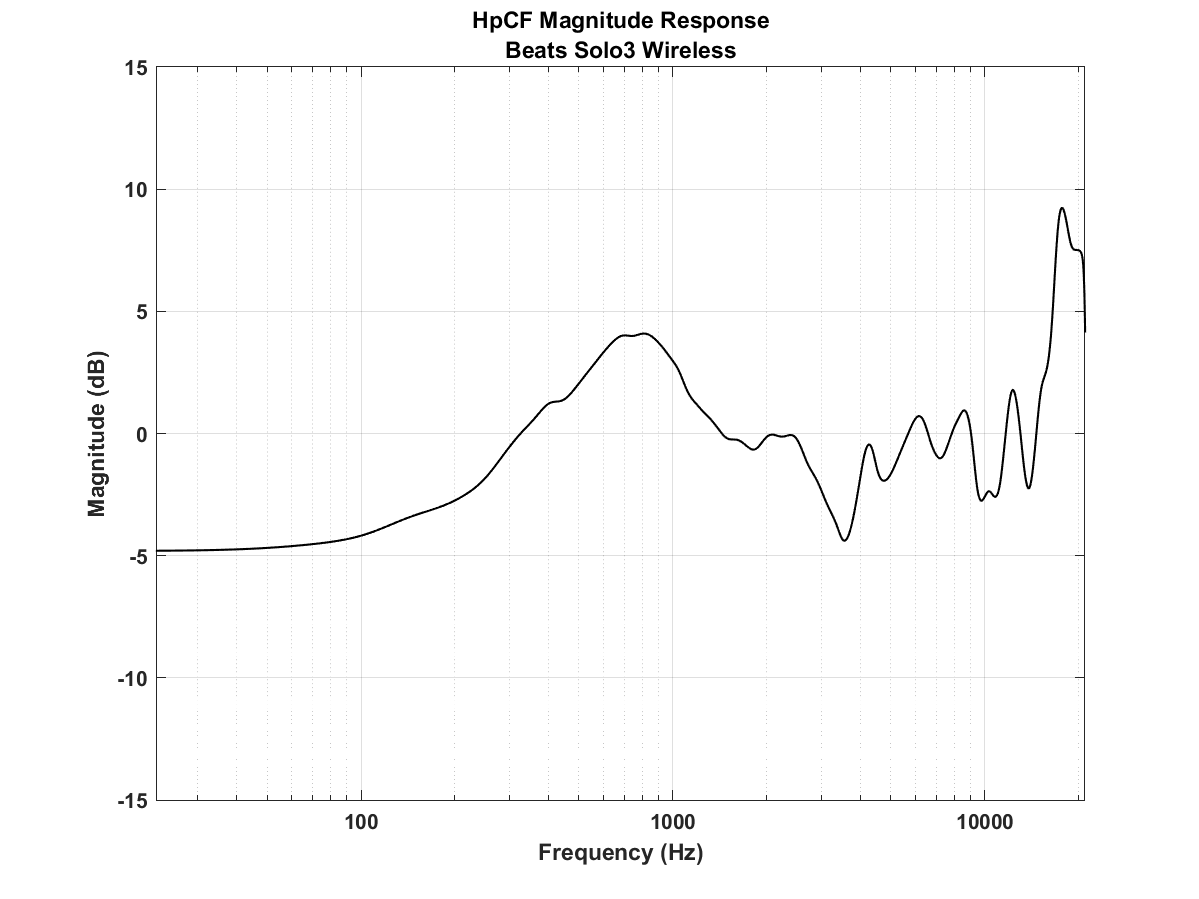 HpCF Magnitude Response
Beats Solo3 Wireless
15
10
5
0
-5
-10
-15
Magnitude (dB)
100
1000
10000
Frequency (Hz)